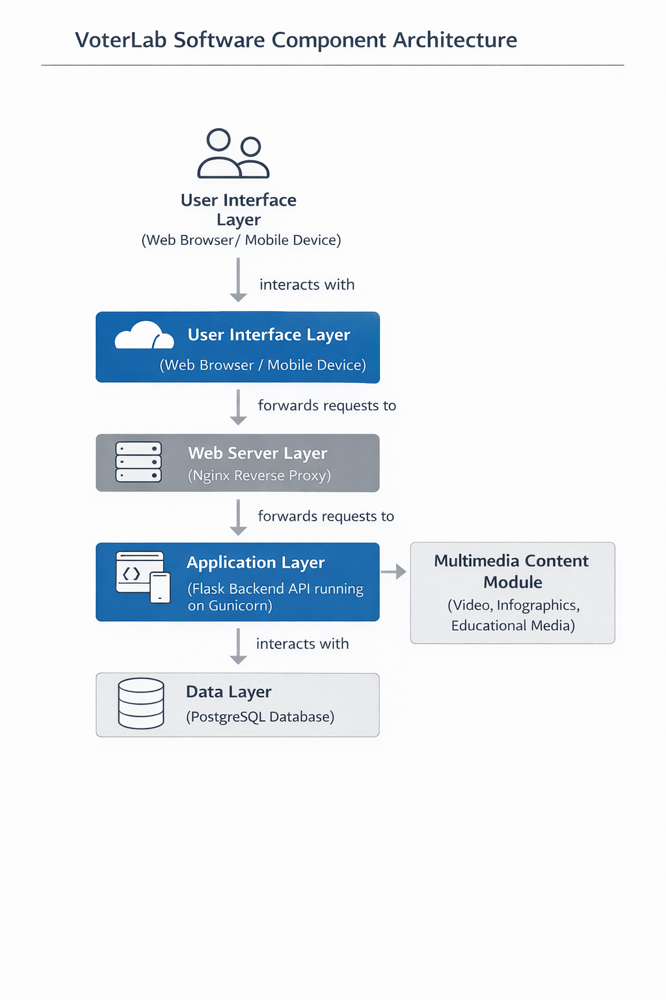 VoterLab Software Component Architecture
User Interface
Layer
(Web Browser/ Mobile Device)
interacts with
User Interface Layer
(Web Browser / Mobile Device)
forwards requests to
Web Server Layer
(Nginx Reverse Proxy)
forwards requests to
Application Layer
(Flask Backend API running
on Gunicorn)
Multimedia Content
Module
(Video, Infographics,
Educational Media)
interacts with
Data Layer
(PostgreSQL Database)